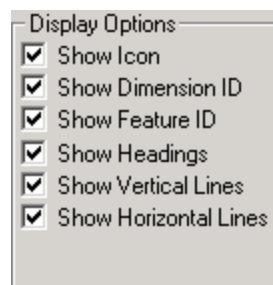 Display Options
Show Icon
Show Dimension ID
Show Feature ID
Show Headings
Show Vertical Lines
Show Horizontal Lines